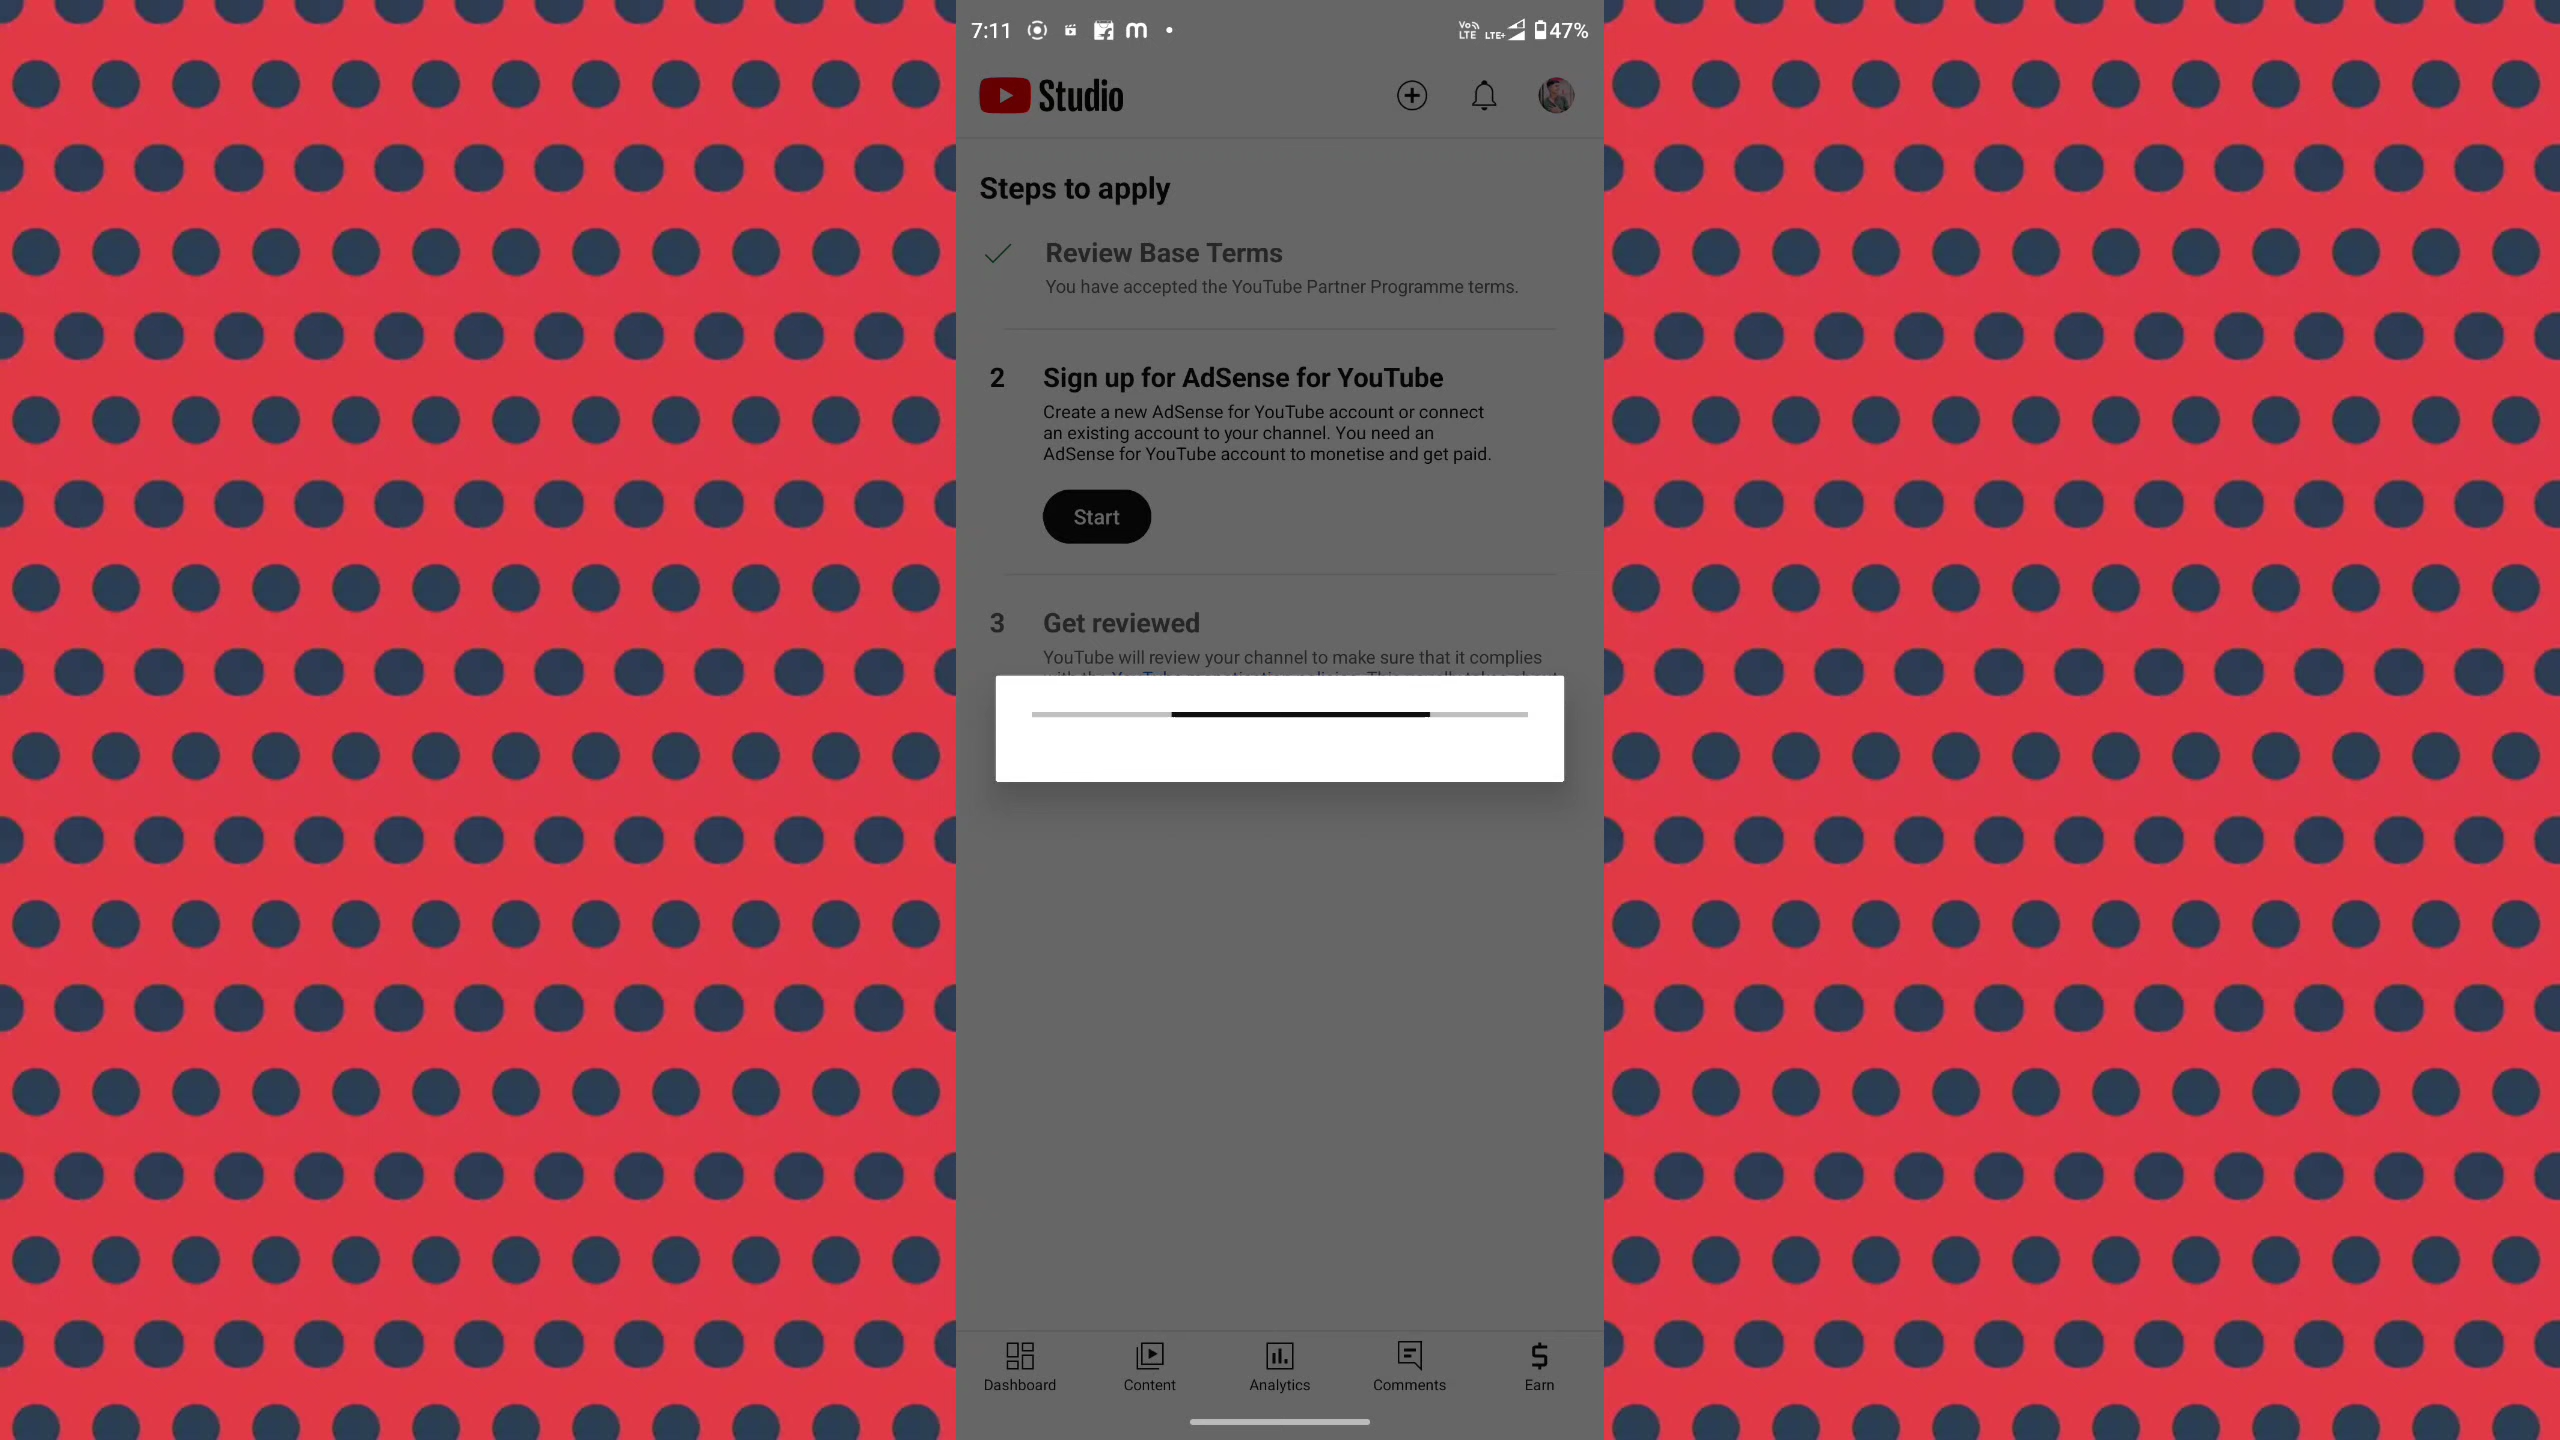 7:11
Vo LTE LTE+ 47%
Studio
Steps to apply
Review Base Terms
You have accepted the YouTube Partner Programme terms.
2 Sign up for AdSense for YouTube
Create a new AdSense for YouTube account or connect
an existing account to your channel. You need an
AdSense for YouTube account to monetise and get paid.
Start
3 Get reviewed
YouTube will review your channel to make sure that it complies
Dashboard Content Analytics Comments Earn